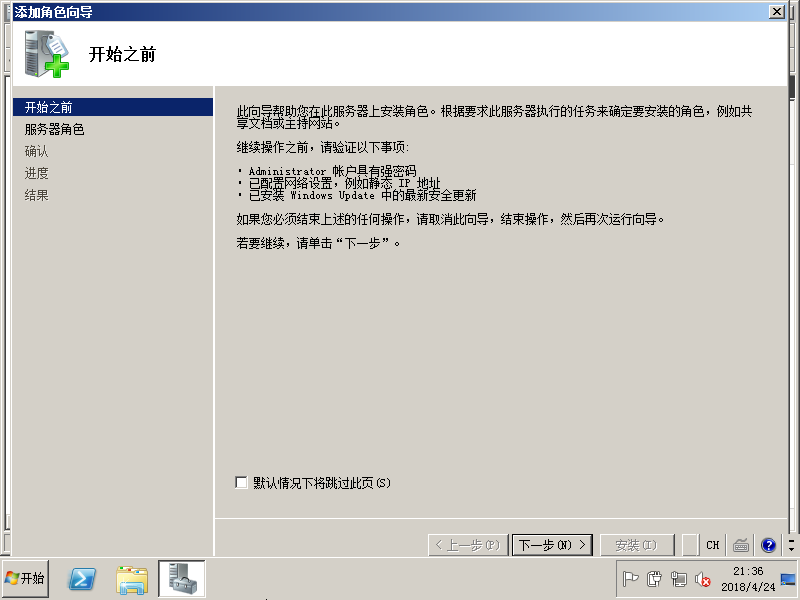 添加角色向导
开始之前
开始之前
服务器角色
确认
进度
结果
此向导帮助您在此服务器上安装角色。根据要求此服务器执行的任务来确定要安装的角色，例如共
享文档或主持网站。
继续操作之前，请验证以下事项:
· Administrator 帐户具有强密码
· 已配置网络设置，例如静态 IP 地址
· 已安装 Windows Update 中的最新安全更新
如果您必须结束上述的任何操作，请取消此向导，结束操作，然后再次运行向导。
若要继续，请单击“下一步”。
默认情况下将跳过此页(S)
< 上一步(P) 下一步(N) > 安装(I) CH
开始
21:36
2018/4/24